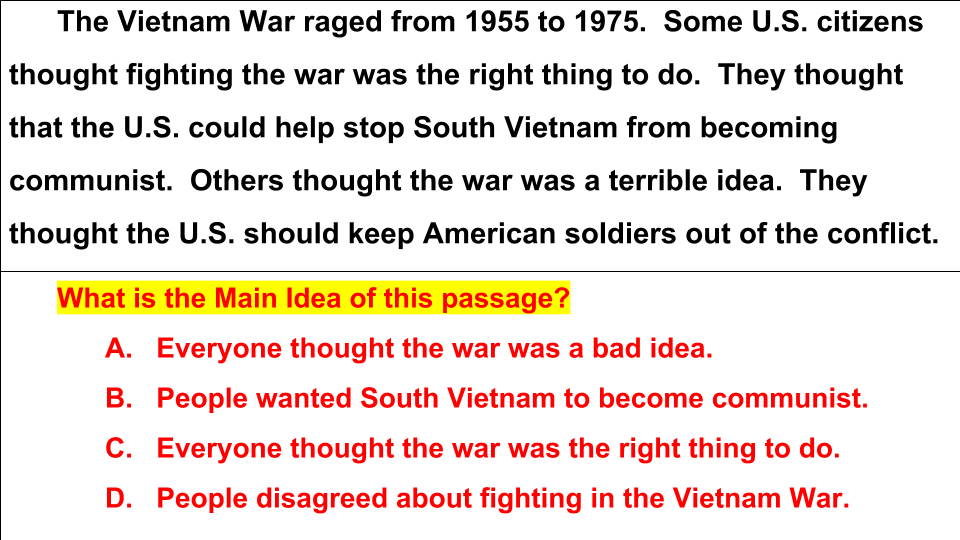 The Vietnam War raged from 1955 to 1975.  Some U.S. citizens
thought fighting the war was the right thing to do.  They thought
that the U.S. could help stop South Vietnam from becoming
communist.  Others thought the war was a terrible idea.  They
thought the U.S. should keep American soldiers out of the conflict.
What is the Main Idea of this passage?
A. Everyone thought the war was a bad idea.
B. People wanted South Vietnam to become communist.
C. Everyone thought the war was the right thing to do.
D. People disagreed about fighting in the Vietnam War.